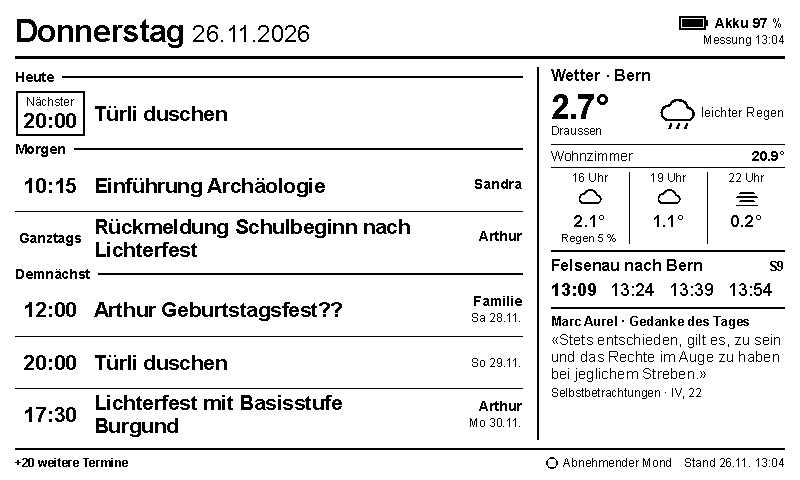 Donnerstag 26.11.2026
Akku 97 %
Messung 13:04
Heute
Nächster
20:00
Türli duschen
Morgen
10:15
Einführung Archäologie
Sandra
Ganztags
Rückmeldung Schulbeginn nach
Lichterfest
Arthur
Demnächst
12:00
Arthur Geburtstagsfest??
Familie
Sa 28.11.
20:00
Türli duschen
So 29.11.
17:30
Lichterfest mit Basisstufe
Burgund
Arthur
Mo 30.11.
Wetter · Bern
2.7°
Draussen
leichter Regen
Wohnzimmer
20.9°
16 Uhr
19 Uhr
22 Uhr
2.1°
1.1°
0.2°
Regen 5 %
Felsenau nach Bern
S9
13:09 13:24 13:39 13:54
Marc Aurel · Gedanke des Tages
«Stets entschieden, gilt es, zu sein
und das Rechte im Auge zu haben
bei jeglichem Streben.»
Selbstbetrachtungen · IV, 22
+20 weitere Termine
Abnehmender Mond
Stand 26.11. 13:04